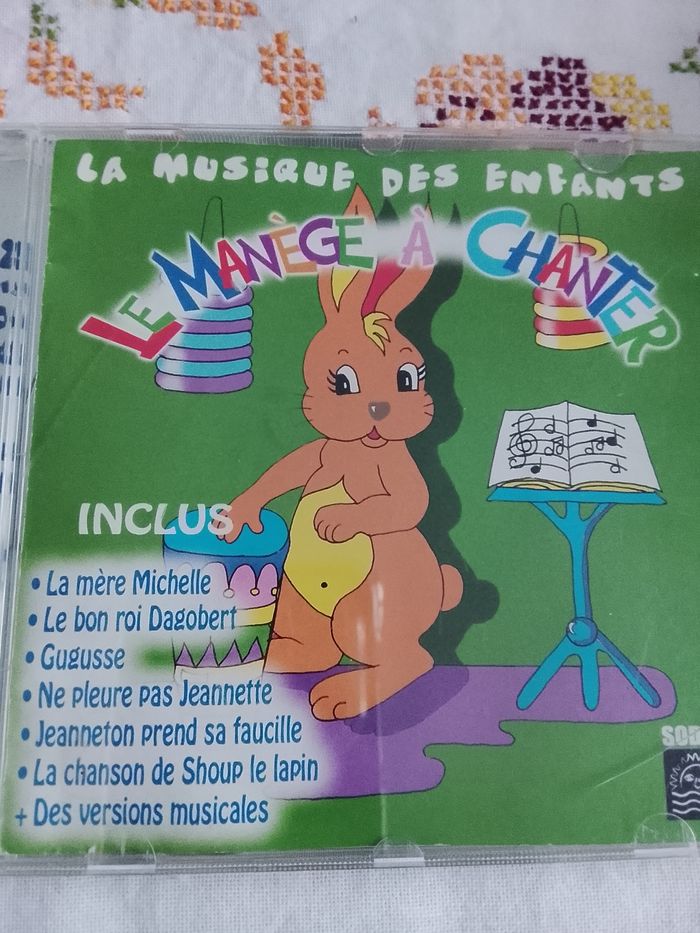 LA MUSIQUE DES ENFANTS
LE MANÈGE À CHANTER
INCLUS
• La mère Michelle
• Le bon roi Dagobert
• Gugusse
• Ne pleure pas Jeannette
• Jeanneton prend sa faucille
• La chanson de Shoup le lapin
+ Des versions musicales